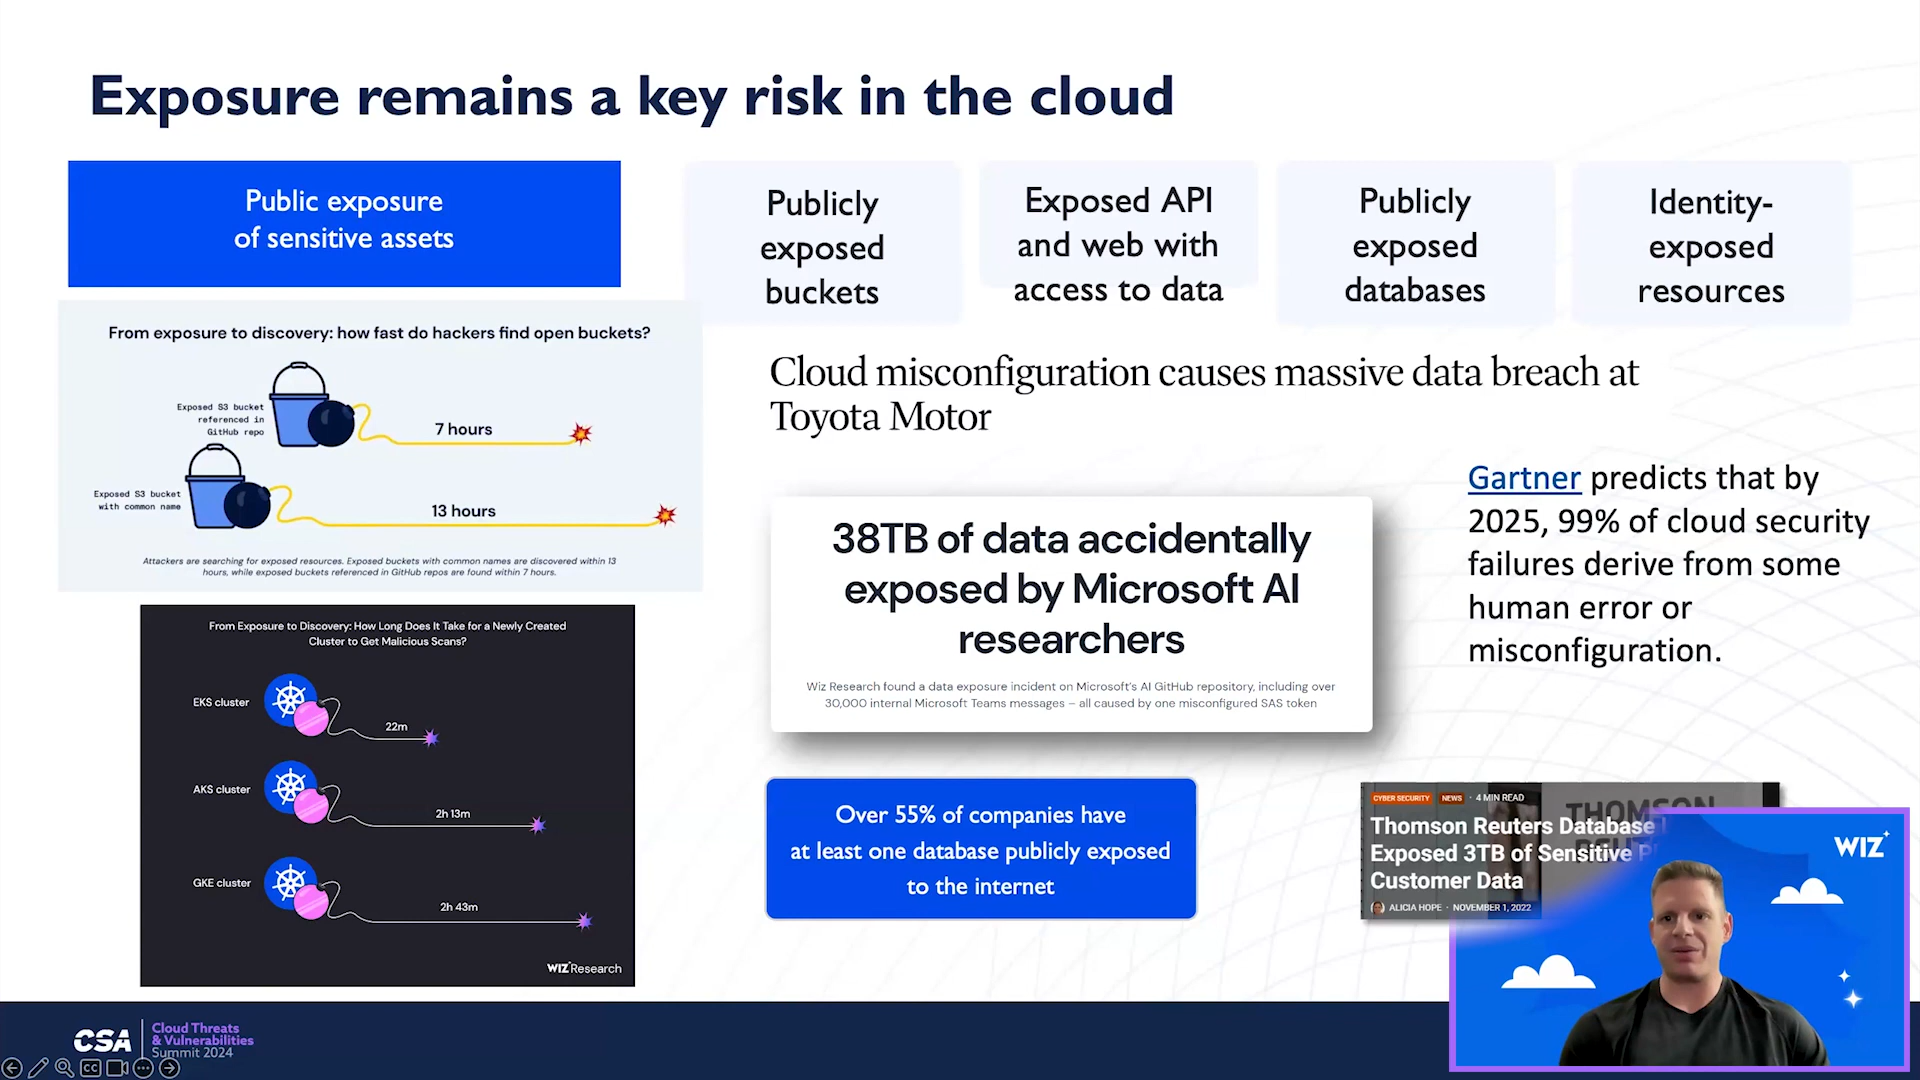 Exposure remains a key risk in the cloud
Public exposure
of sensitive assets
Publicly
exposed
buckets
Exposed API
and web with
access to data
Publicly
exposed
databases
Identity-
exposed
resources
From exposure to discovery: how fast do hackers find open buckets?
Exposed S3 bucket
referenced in
GitHub repo
7 hours
Exposed S3 bucket
with common name
13 hours
Attackers are searching for exposed resources. Exposed buckets with common names are discovered within 13
hours, while exposed buckets referenced in GitHub repos are found within 7 hours.
From Exposure to Discovery: How Long Does It Take for a Newly Created
Cluster to Get Malicious Scans?
EKS cluster
22m
AKS cluster
2h 13m
GKE cluster
2h 43m
WIZ Research
Cloud misconfiguration causes massive data breach at
Toyota Motor
38TB of data accidentally
exposed by Microsoft AI
researchers
Wiz Research found a data exposure incident on Microsoft's AI GitHub repository, including over
30,000 internal Microsoft Teams messages – all caused by one misconfigured SAS token
Gartner predicts that by
2025, 99% of cloud security
failures derive from some
human error or
misconfiguration.
Over 55% of companies have
at least one database publicly exposed
to the internet
CYBER SECURITY NEWS · 4 MIN READ
THOMSON
Thomson Reuters Database
Exposed 3TB of Sensitive
Customer Data
ALICIA HOPE · NOVEMBER 1, 2022
WIZ
CSA
Cloud Threats
& Vulnerabilities
Summit 2024
CC